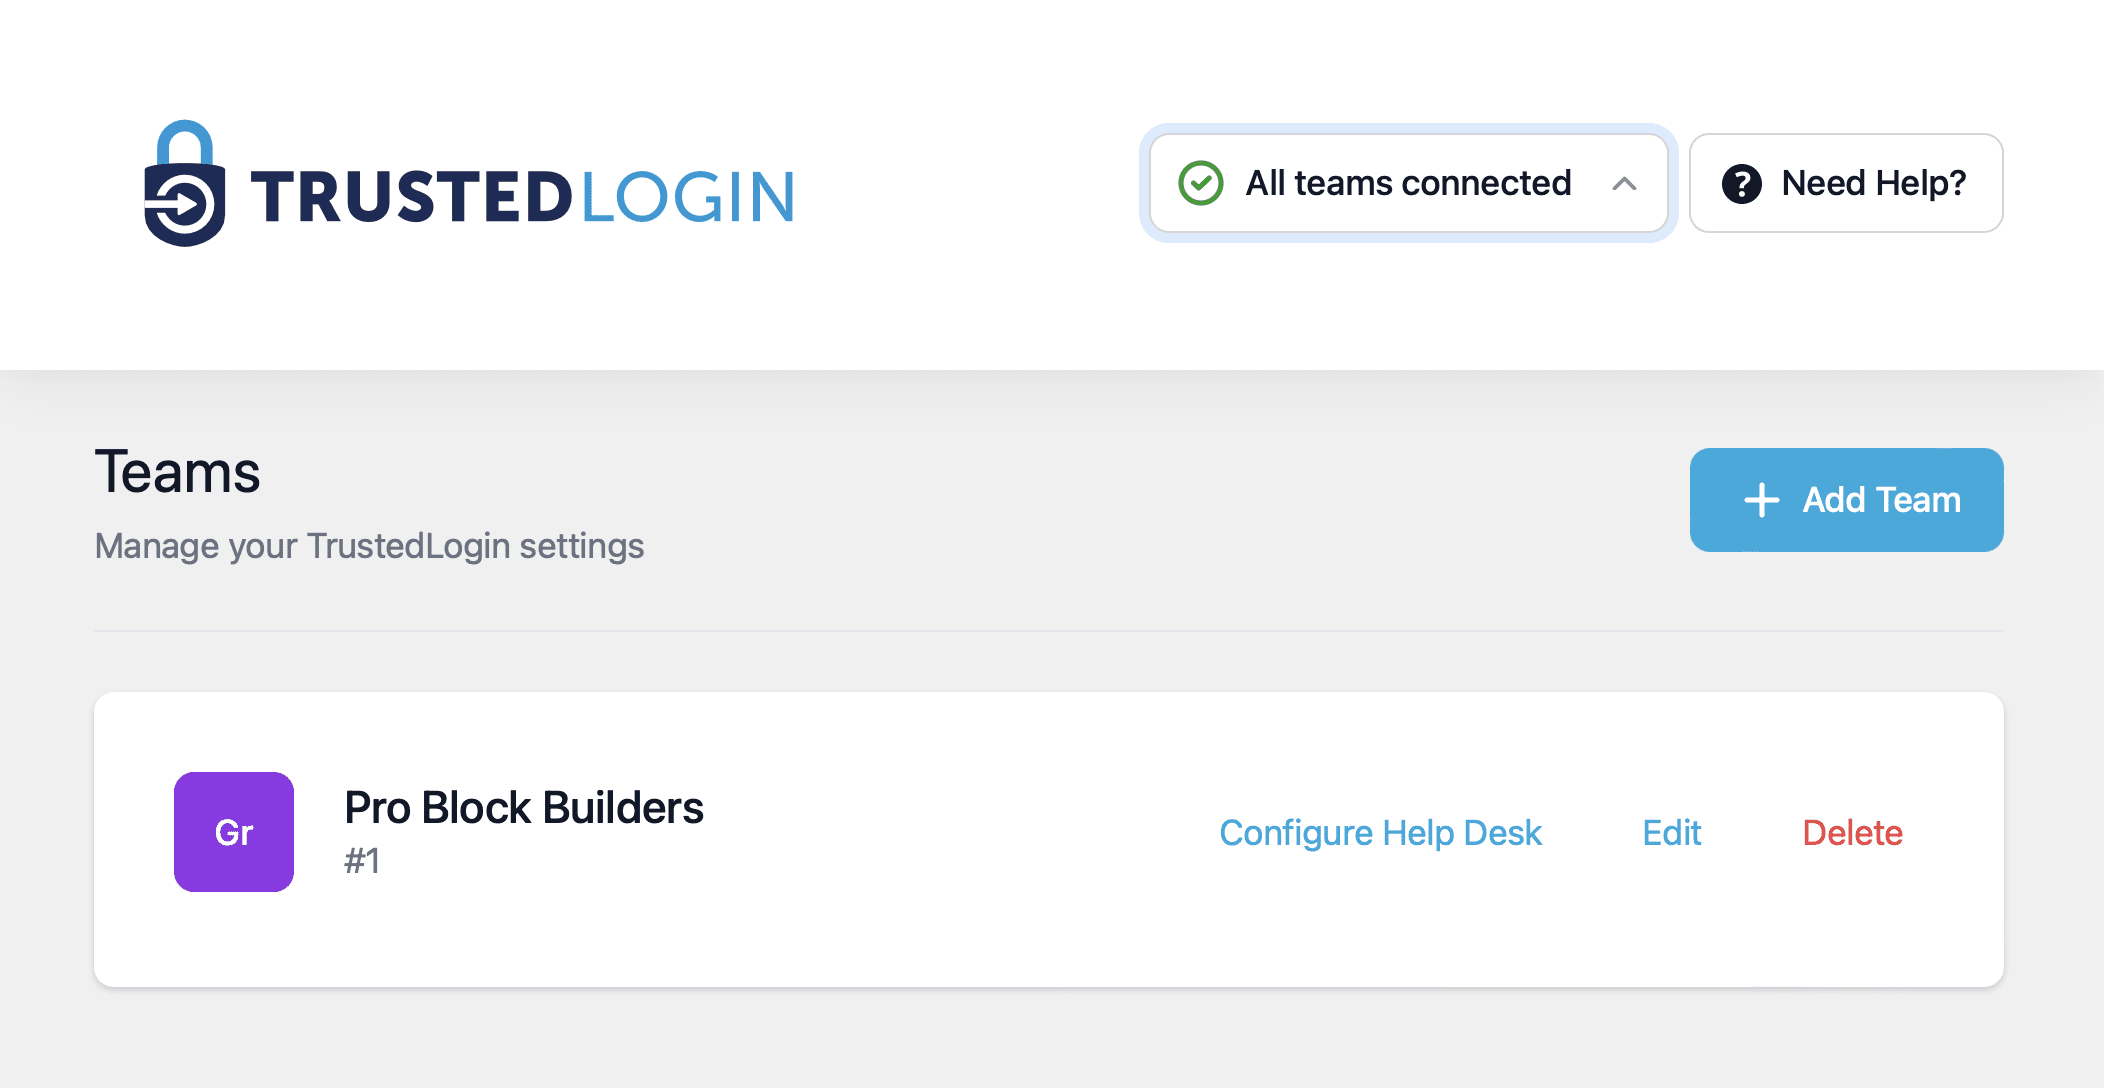 TRUSTEDLOGIN
All teams connected
Need Help?
Teams
Manage your TrustedLogin settings
Add Team
Gr
Pro Block Builders
#1
Configure Help Desk
Edit
Delete